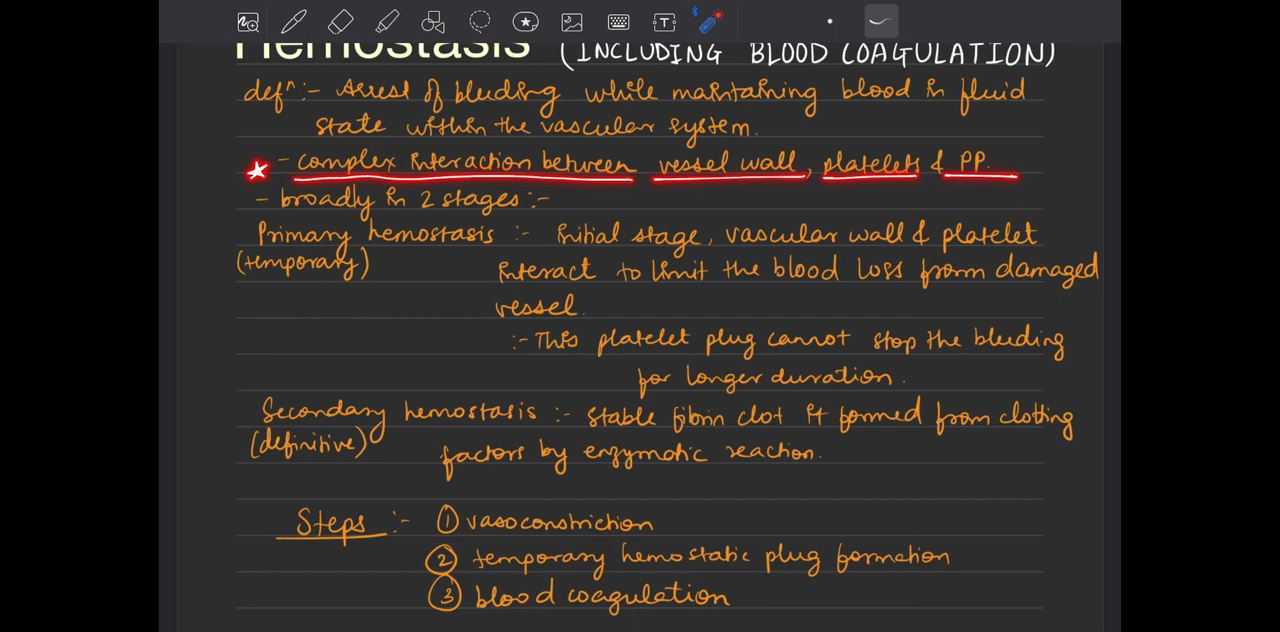 Hemostasis (INCLUDING BLOOD COAGULATION)
defn :- Arrest of bleeding while maintaining blood in fluid
state within the vascular system.
- complex interaction between vessel wall, platelets & PP.
- broadly in 2 stages :-
Primary hemostasis :- Initial stage, vascular wall & platelet
(temporary) interact to limit the blood loss from damaged
vessel.
:- This platelet plug cannot stop the bleeding
for longer duration.
Secondary hemostasis :- stable fibrin clot is formed from clotting
(definitive) factors by enzymatic reaction.
Steps :- ① vasoconstriction
② temporary hemostatic plug formation
③ blood coagulation